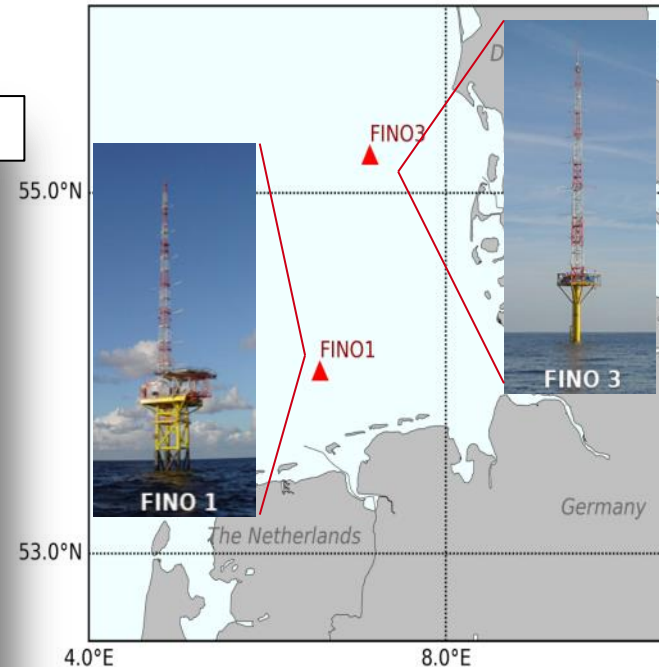 D
FINO3
55.0°N
FINO1
FINO 3
FINO 1
Germany
The Netherlands
53.0°N
4.0°E
8.0°E